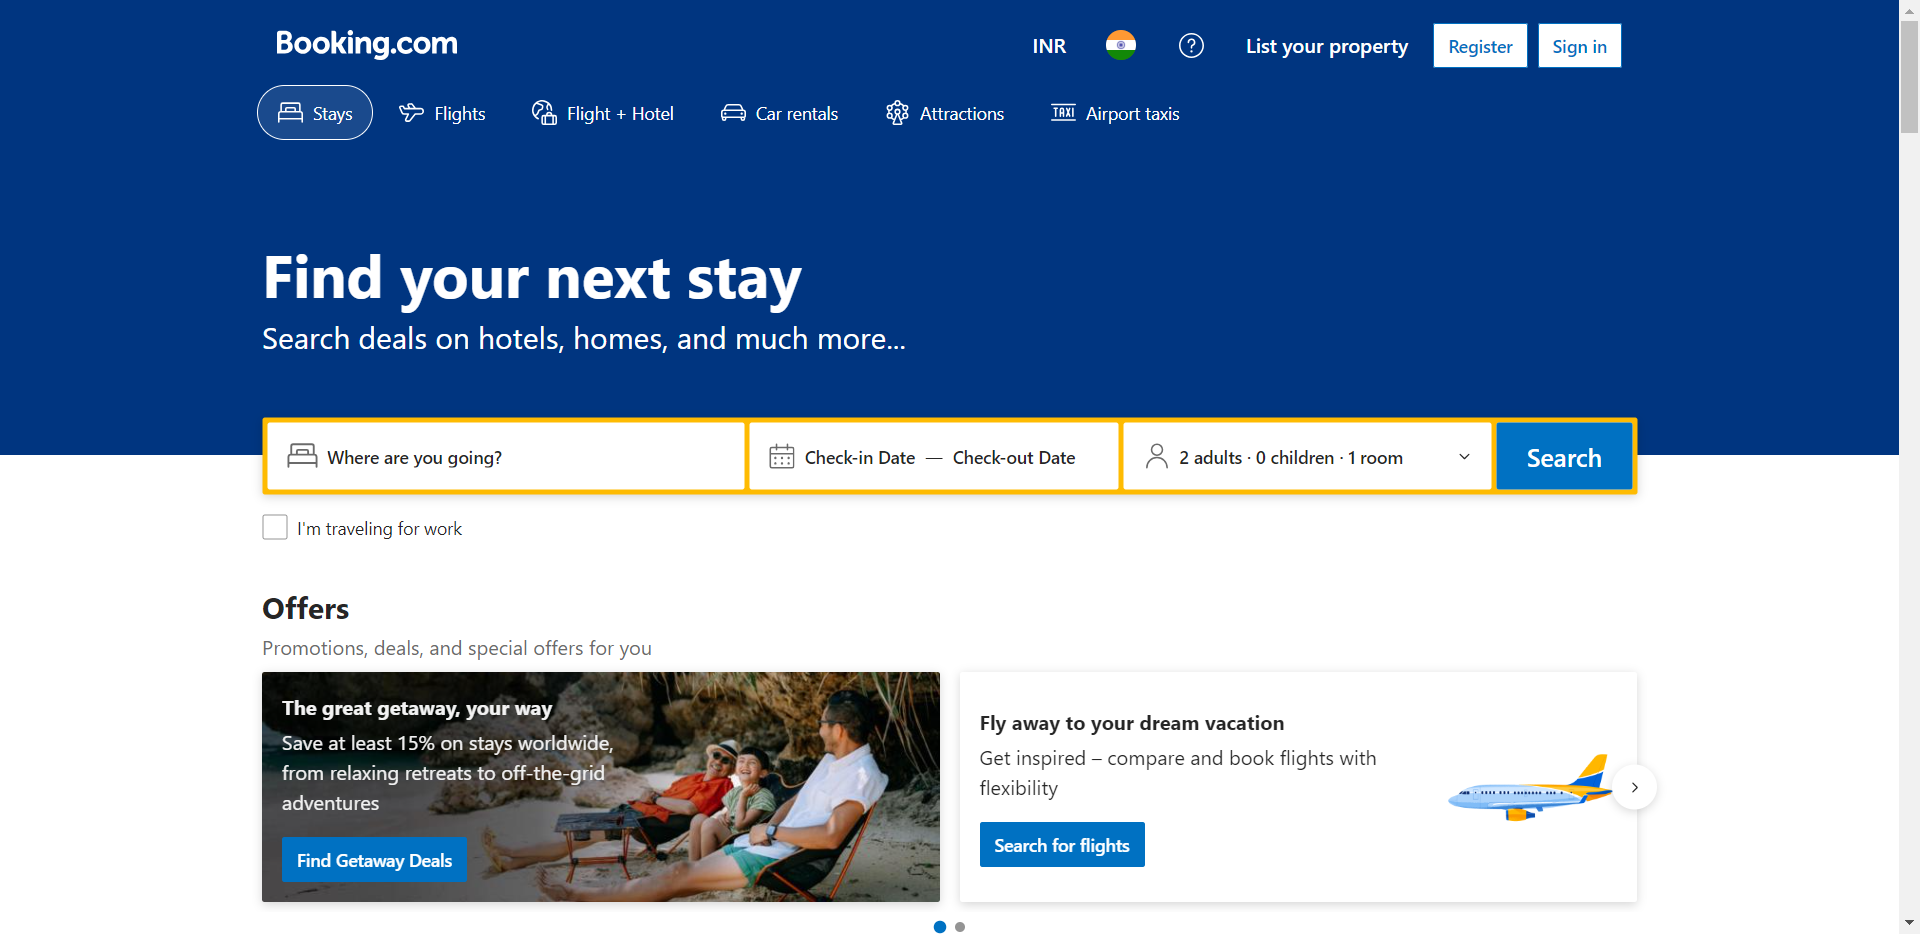 Booking.com
INR
List your property
Register
Sign in
Stays
Flights
Flight + Hotel
Car rentals
Attractions
TAXI
Airport taxis
Find your next stay
Search deals on hotels, homes, and much more...
Where are you going?
Check-in Date — Check-out Date
2 adults · 0 children · 1 room
Search
I'm traveling for work
Offers
Promotions, deals, and special offers for you
The great getaway, your way
Save at least 15% on stays worldwide,
from relaxing retreats to off-the-grid
adventures
Find Getaway Deals
Fly away to your dream vacation
Get inspired – compare and book flights with
flexibility
Search for flights